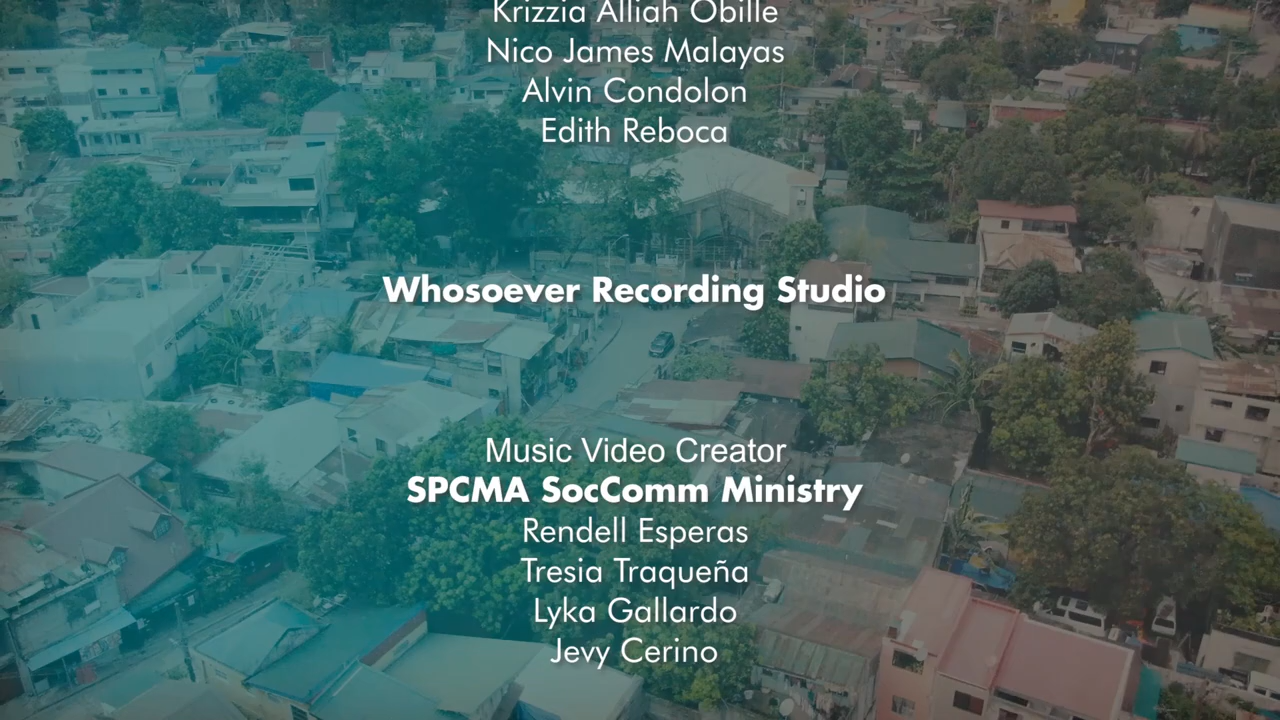 Krizzia Alliah Obille
Nico James Malayas
Alvin Condolon
Edith Reboca
Whosoever Recording Studio
Music Video Creator
SPCMA SocComm Ministry
Rendell Esperas
Tresia Traqueña
Lyka Gallardo
Jevy Cerino